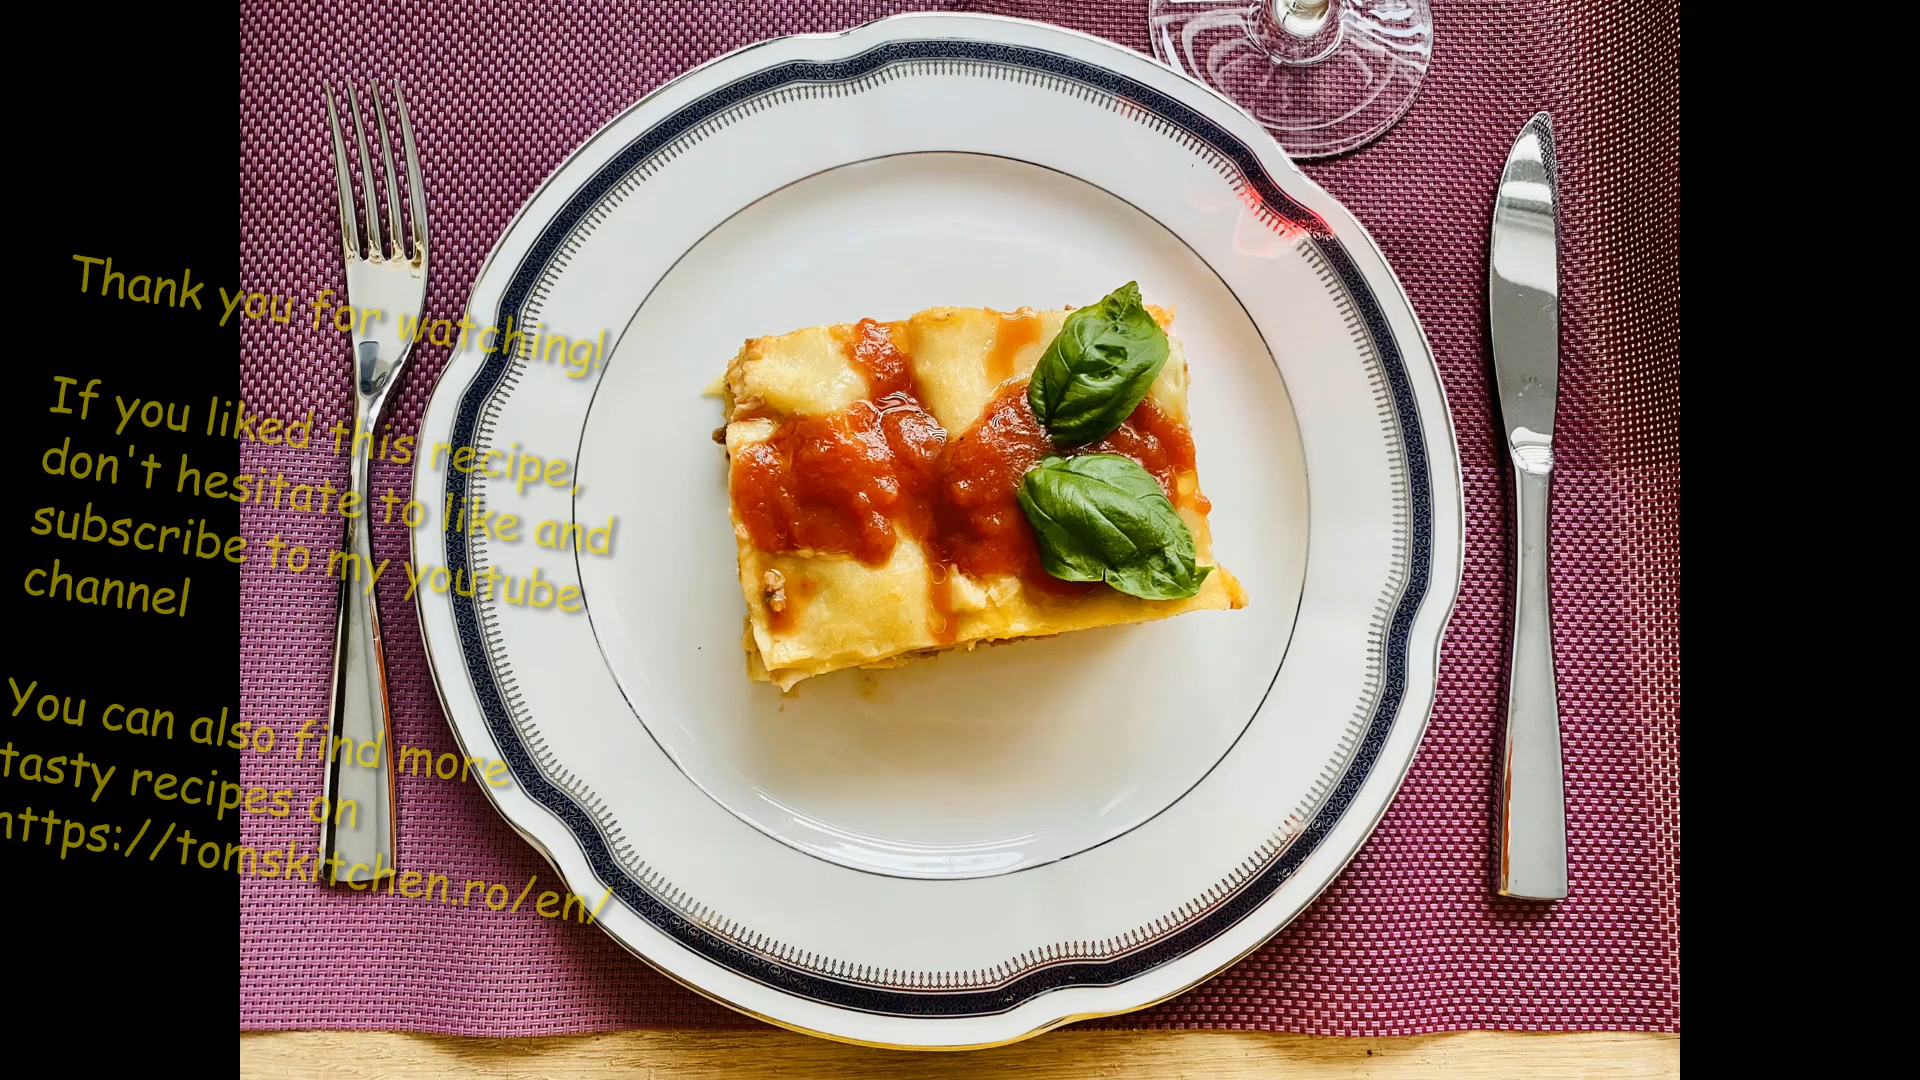 Thank you for watching!
If you liked this recipe,
don't hesitate to like and
subscribe to my youtube
channel
You can also find more
tasty recipes on
https://tomskitchen.ro/en/